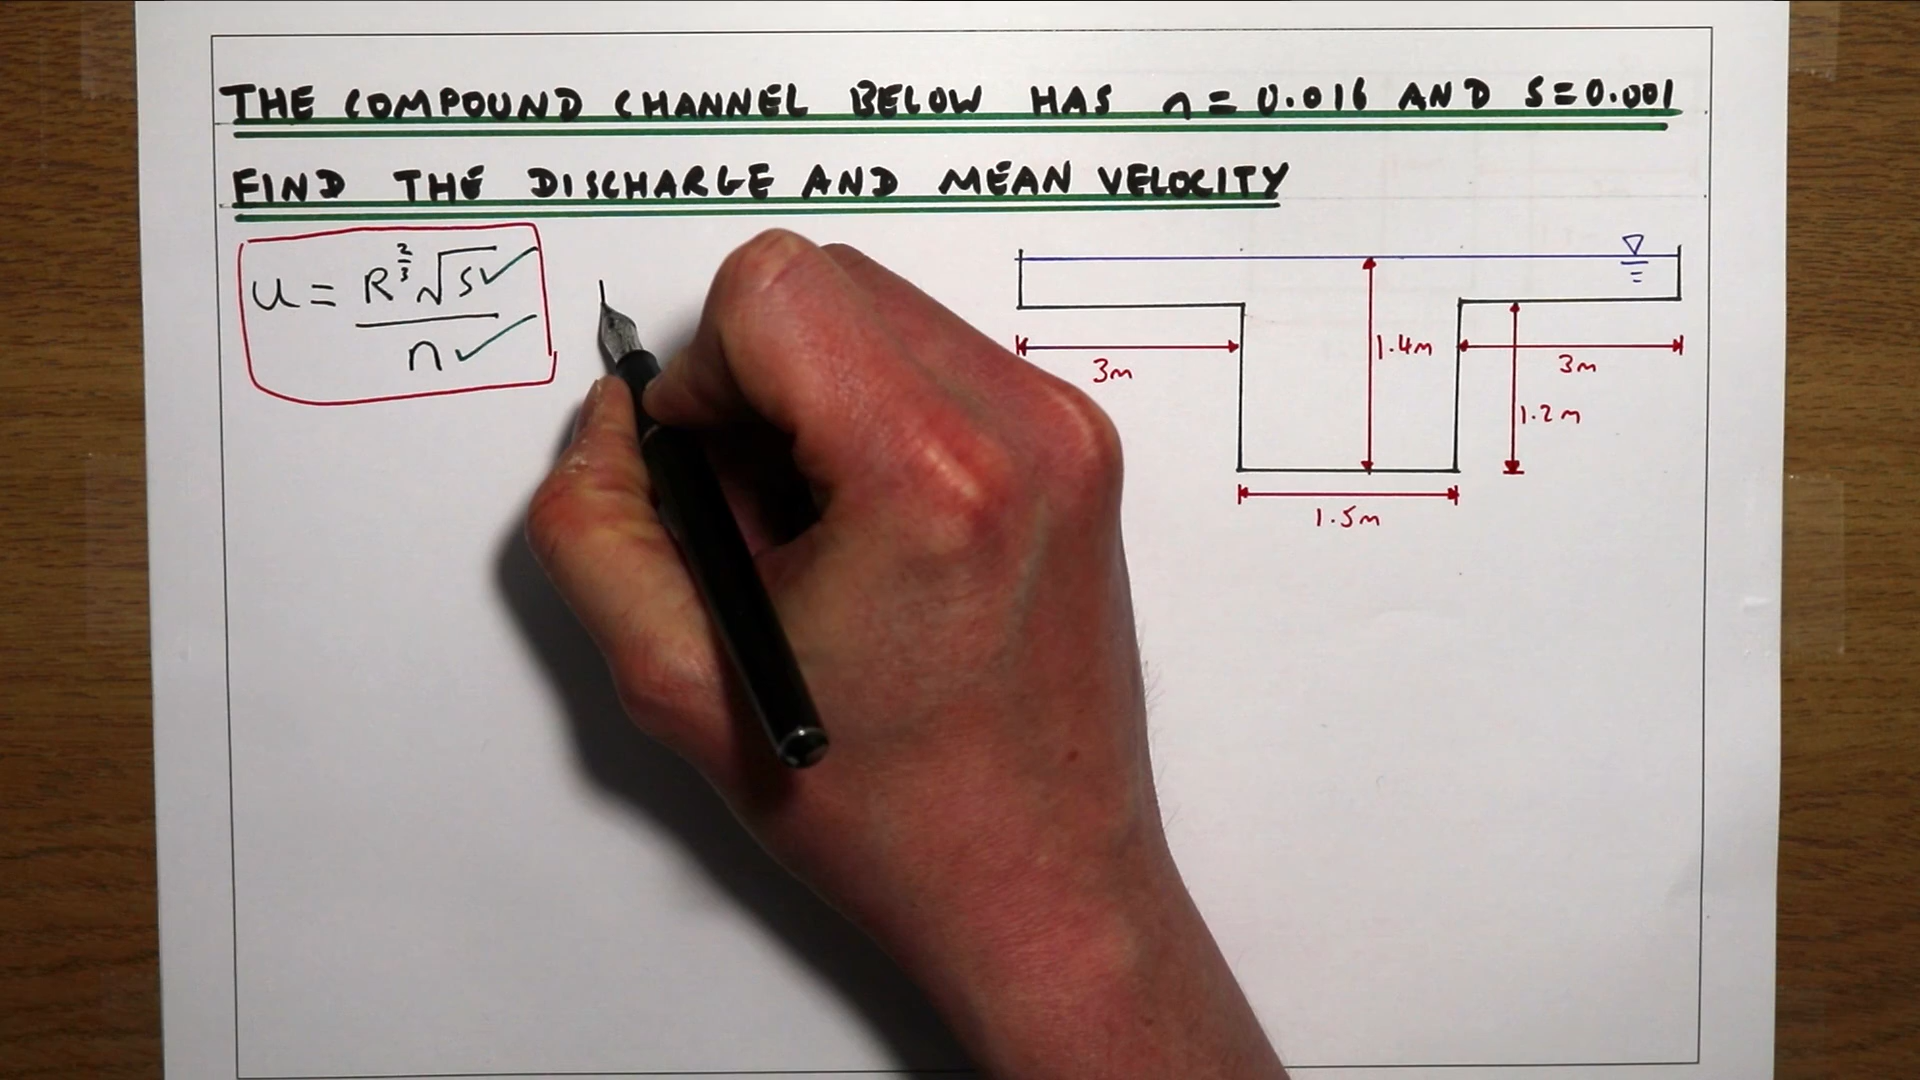 THE COMPOUND CHANNEL BELOW HAS n = 0.016 AND S=0.001
FIND THE DISCHARGE AND MEAN VELOCITY
u = R^(2/3) √S ✓ / n ✓
1.4m
3m
3m
1.2m
1.5m